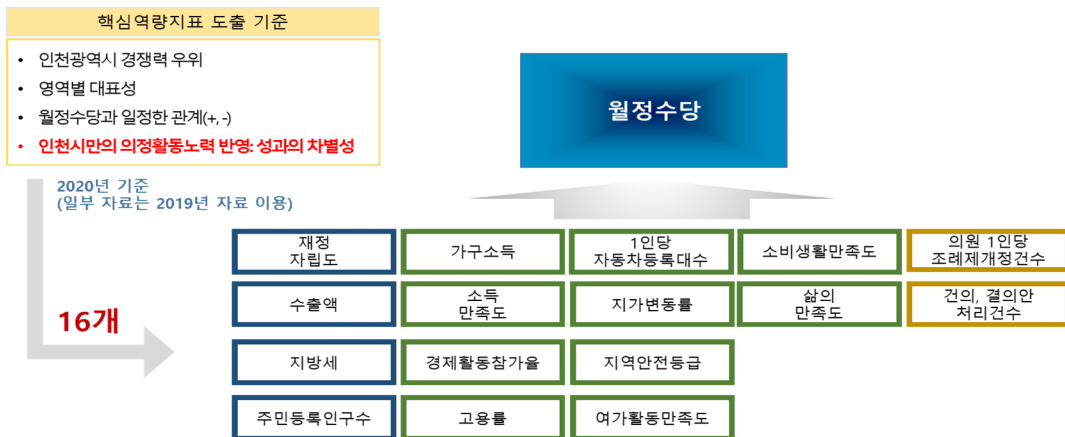 핵심역량지표 도출 기준
• 인천광역시 경쟁력 우위
• 영역별 대표성
• 월정수당과 일정한 관계(+, -)
• 인천시만의 의정활동노력 반영: 성과의 차별성
월정수당
2020년 기준
(일부 자료는 2019년 자료 이용)
16개
재정
자립도
가구소득
1인당
자동차등록대수
소비생활만족도
의원 1인당
조례제개정건수
수출액
소득
만족도
지가변동률
삶의
만족도
건의, 결의안
처리건수
지방세
경제활동참가율
지역안전등급
주민등록인구수
고용률
여가활동만족도